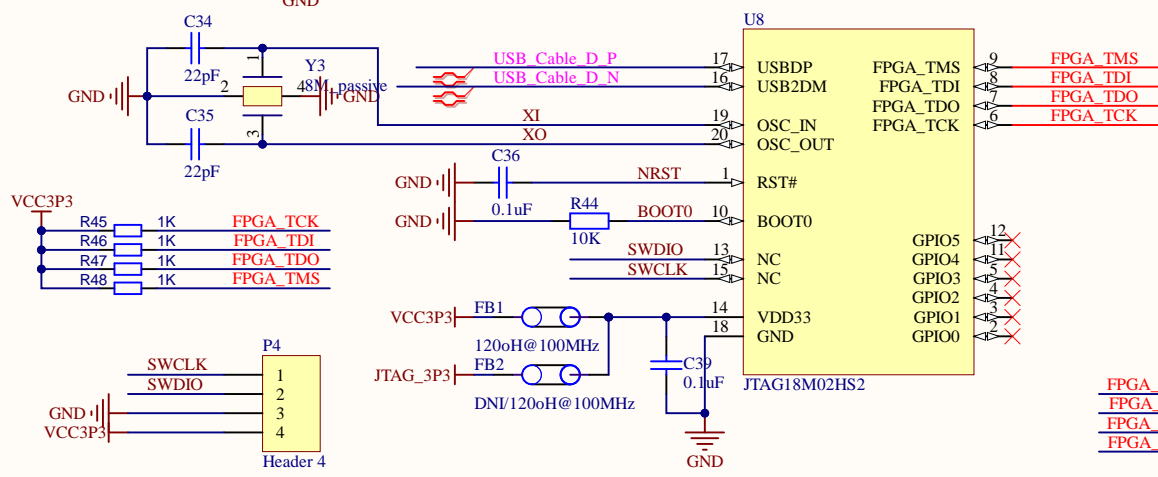 GND
C34
22pF
1
Y3
8M_passive
2
4
GND
GND
C35
22pF
3
USB_Cable_D_P
USB_Cable_D_N
XI
XO
C36
GND
0.1uF
NRST
R44
GND
10K
BOOT0
SWDIO
SWCLK
VCC3P3
R45 1K FPGA_TCK
R46 1K FPGA_TDI
R47 1K FPGA_TDO
R48 1K FPGA_TMS
VCC3P3
FB1
120oH@100MHz
JTAG_3P3
FB2
DNI/120oH@100MHz
C39
0.1uF
GND
P4
SWCLK 1
SWDIO 2
GND 3
VCC3P3 4
Header 4
U8
17 USBDP
16 USB2DM
19 OSC_IN
20 OSC_OUT
1 RST#
10 BOOT0
13 NC
15 NC
14 VDD33
18 GND
FPGA_TMS 9 FPGA_TMS
FPGA_TDI 8 FPGA_TDI
FPGA_TDO 7 FPGA_TDO
FPGA_TCK 6 FPGA_TCK
GPIO5 12
GPIO4 11
GPIO3 5
GPIO2 4
GPIO1 3
GPIO0 2
JTAG18M02HS2
FPGA_
FPGA_
FPGA_
FPGA_